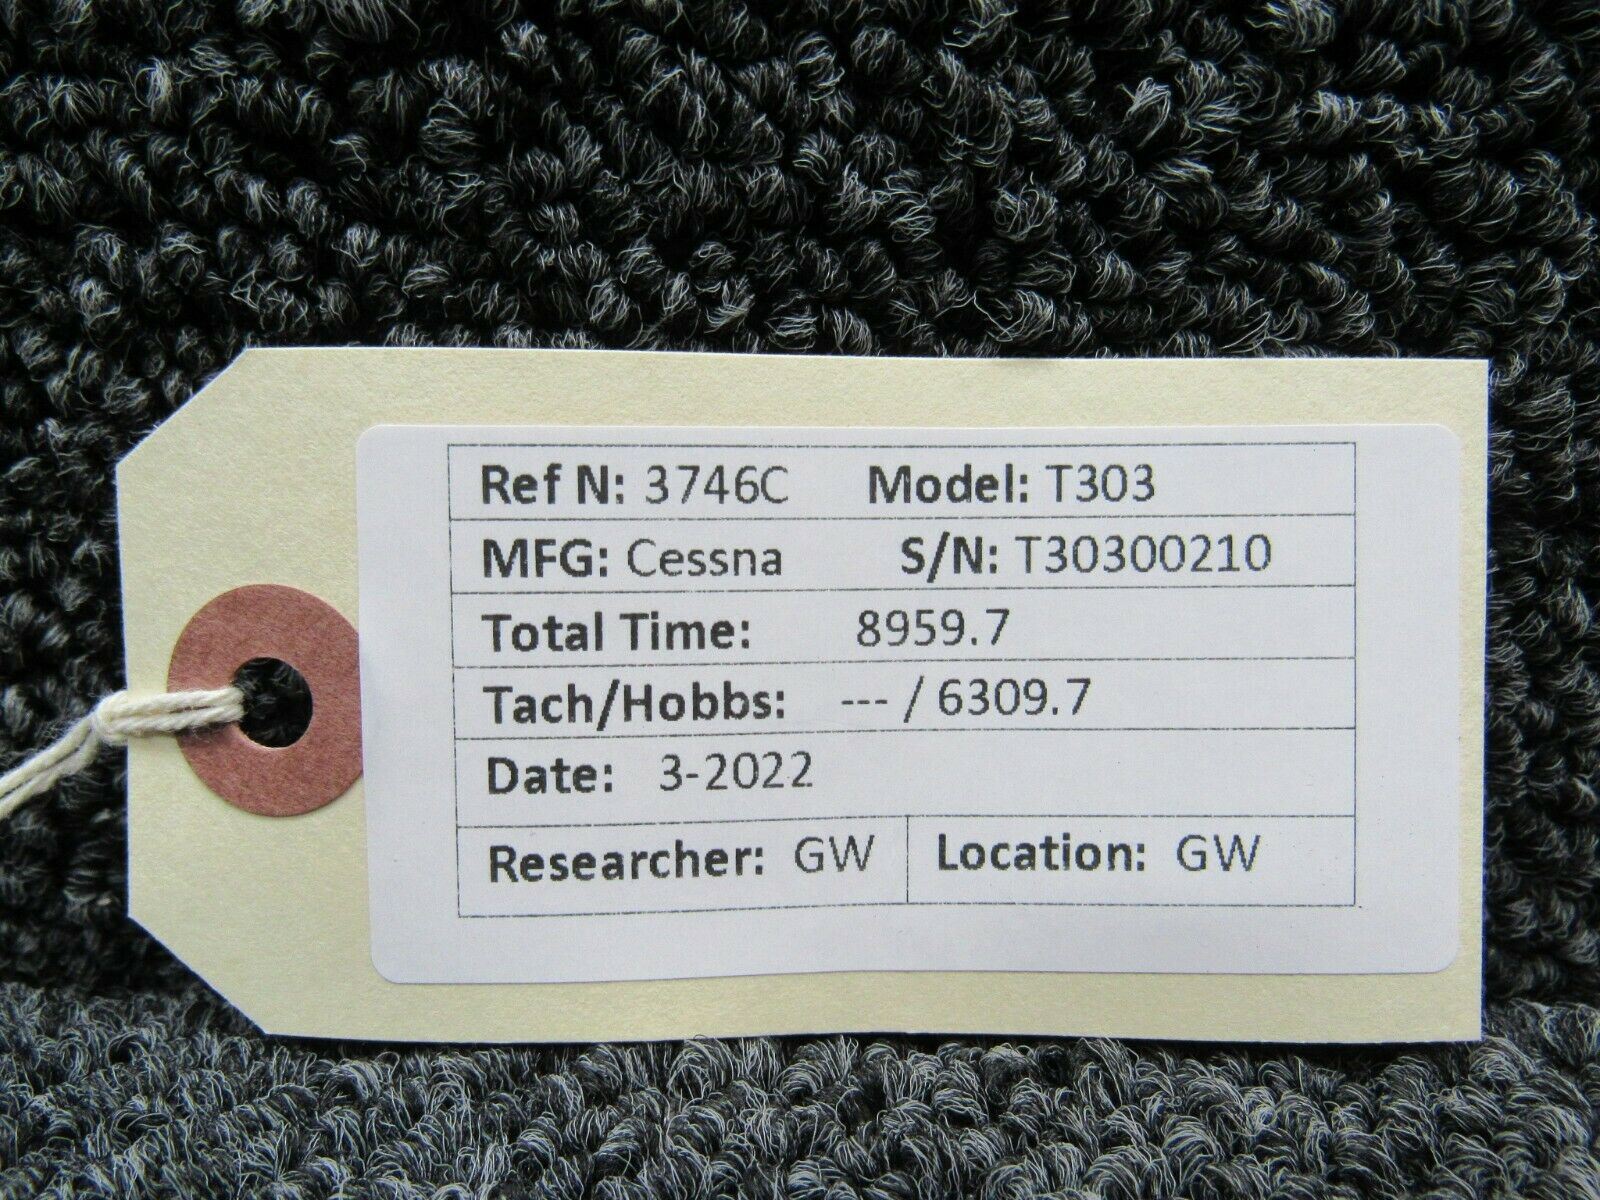 Ref N: 3746C Model: T303
MFG: Cessna S/N: T30300210
Total Time: 8959.7
Tach/Hobbs: --- / 6309.7
Date: 3-2022
Researcher: GW Location: GW